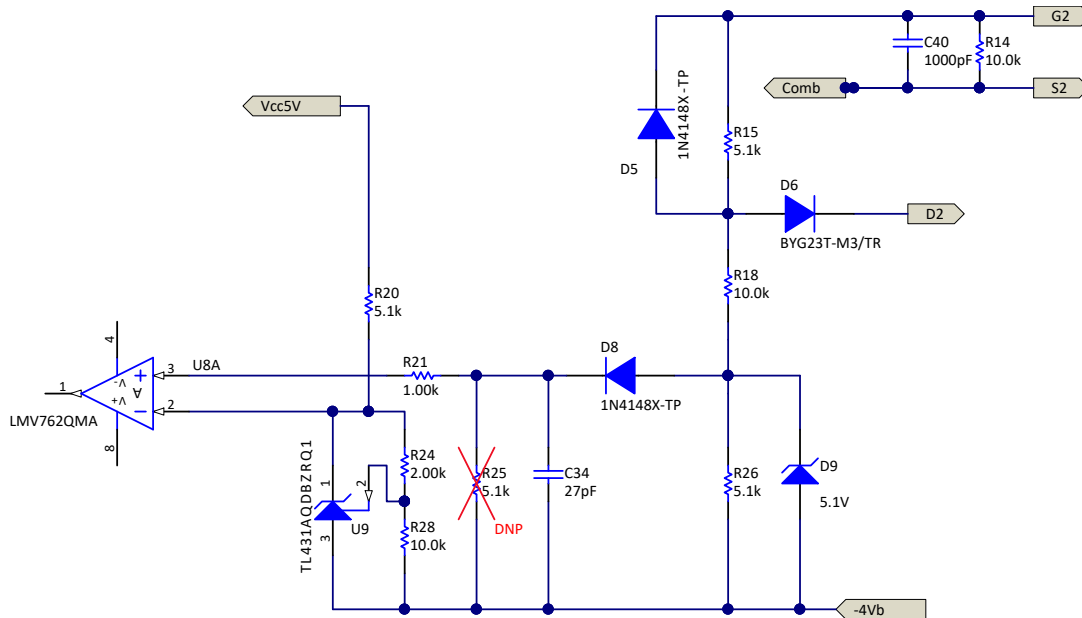 G2
C40
1000pF
R14
10.0k
Comb
S2
Vcc5V
1N4148X-TP
D5
R15
5.1k
D6
D2
BYG23T-M3/TR
R18
10.0k
R20
5.1k
4
U8A
3
R21
1.00k
D8
1N4148X-TP
1
+
V-
A
V+
−
2
LMV762QMA
8
TL431AQDBZRQ1
1
2
3
U9
R24
2.00k
R28
10.0k
R25
5.1k
DNP
C34
27pF
R26
5.1k
D9
5.1V
-4Vb